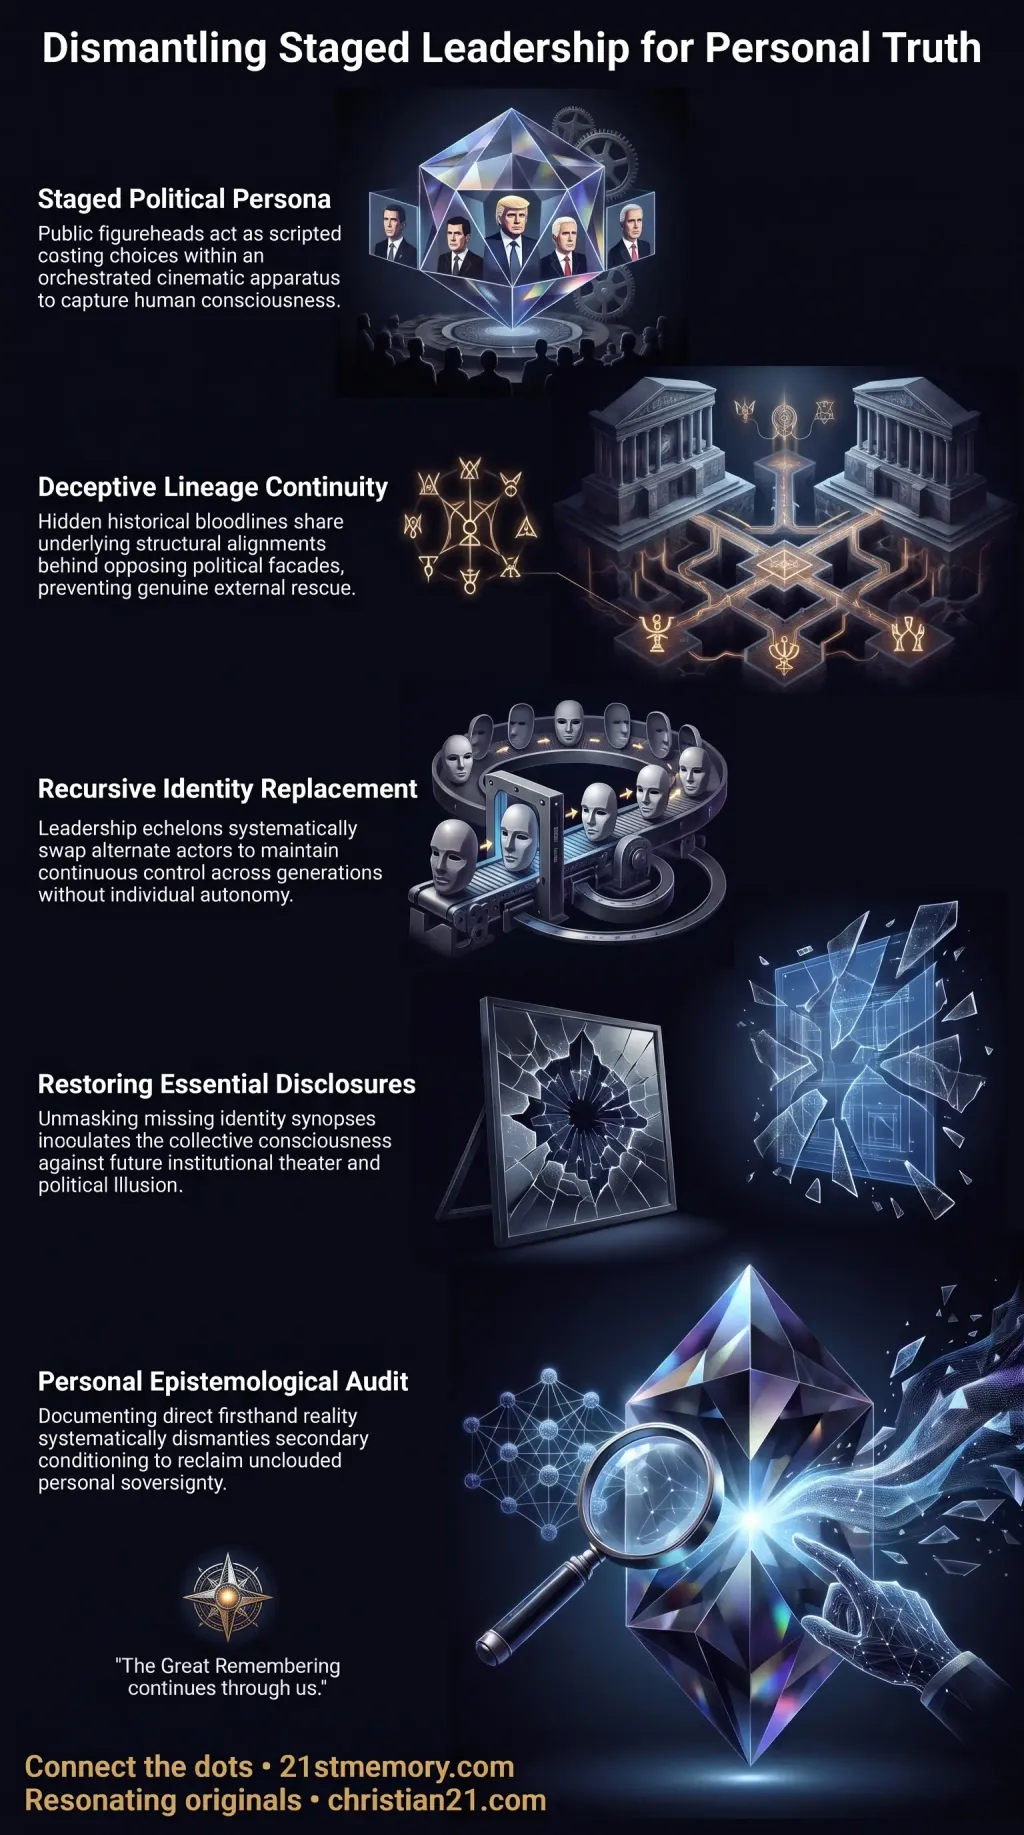 Dismantling Staged Leadership for Personal Truth
Staged Political Persona
Public figureheads act as scripted
costing choices within an
orchestrated cinematic apparatus
to capture human consciousness.
Deceptive Lineage Continuity
Hidden historical bloodlines share
underlying structural alignments
behind opposing political facades,
preventing genuine external rescue.
Recursive Identity Replacement
Leadership echelons systematically
swap alternate actors to maintain
continuous control across generations
without individual autonomy.
Restoring Essential Disclosures
Unmasking missing identity synopses
inoculates the collective consciousness
against future institutional theater and
political Illusion.
Personal Epistemological Audit
Documenting direct firsthand reality
systematically dismanties secondary
conditioning to reclaim unclouded
personal soversignty.
"The Great Remembering
continues through us."
Connect the dots • 21stmemory.com
Resonating originals • christian21.com